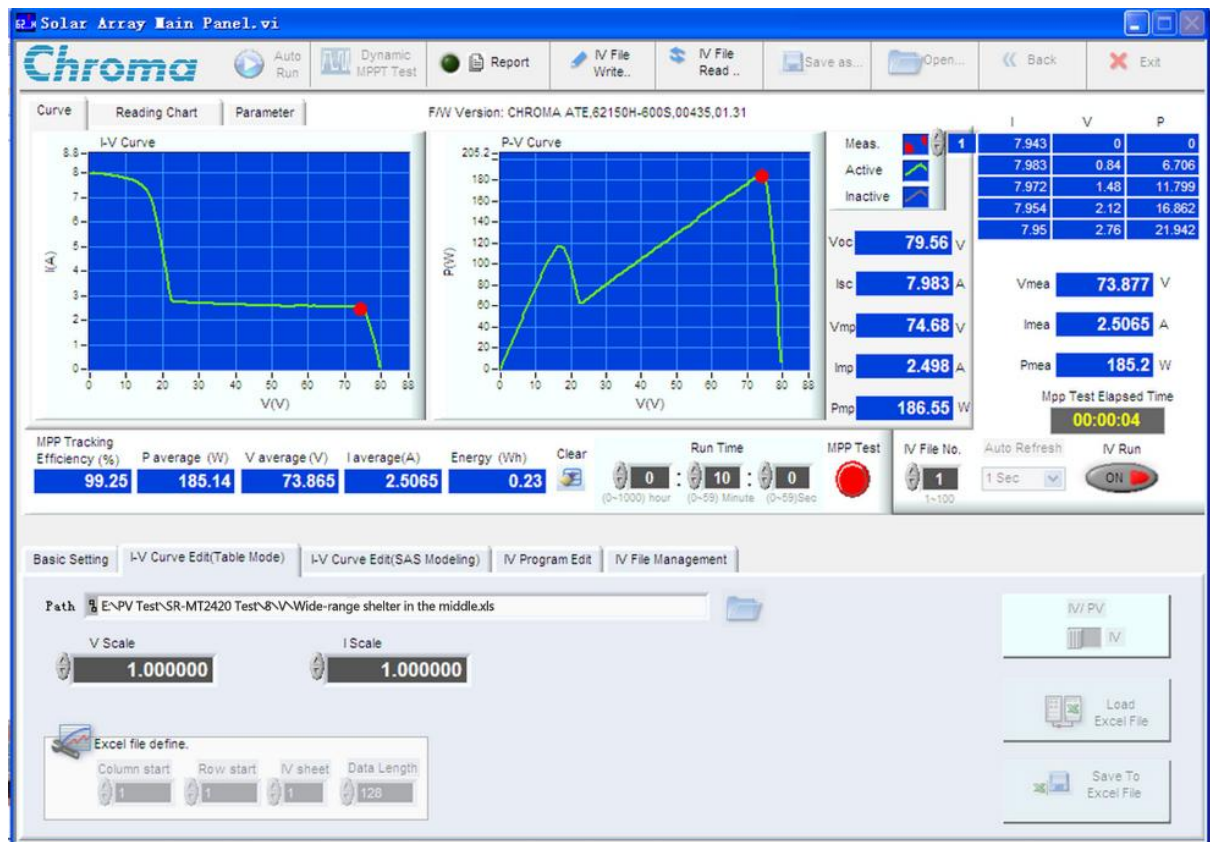 Solar Array Main Panel.vi
Chroma
Auto Run
Dynamic MPPT Test
Report
IV File Write..
IV File Read ..
Save as...
Open...
Back
Exit
Curve Reading Chart Parameter
F/W Version: CHROMA ATE,62150H-600S,00435,01.31
I-V Curve
8.8
8
7
6
5
4
3
2
1
0
I(A)
0 10 20 30 40 50 60 70 80 88
V(V)
P-V Curve
205.2
180
160
140
120
100
80
60
40
20
0
P(W)
0 10 20 30 40 50 60 70 80 88
V(V)
Meas. 1
Active
Inactive
I V P
7.943 0 0
7.983 0.84 6.706
7.972 1.48 11.799
7.954 2.12 16.862
7.95 2.76 21.942
Voc 79.56 V
Isc 7.983 A
Vmp 74.68 V
Imp 2.498 A
Pmp 186.55 W
Vmea 73.877 V
Imea 2.5065 A
Pmea 185.2 W
Mpp Test Elapsed Time
00:00:04
MPP Tracking
Efficiency (%) P average (W) V average (V) I average(A) Energy (Wh) Clear
99.25 185.14 73.865 2.5065 0.23
Run Time
0 : 10 : 0
(0~1000) hour (0~59) Minute (0~59)Sec
MPP Test
IV File No.
1
1~100
Auto Refresh
1 Sec
IV Run
ON
Basic Setting I-V Curve Edit(Table Mode) I-V Curve Edit(SAS Modeling) IV Program Edit IV File Management
Path E:\PV Test\SR-MT2420 Test\8\V\Wide-range shelter in the middle.xls
V Scale I Scale
1.000000 1.000000
Excel file define.
Column start Row start IV sheet Data Length
1 1 1 128
IV/ PV
IV
Load
Excel File
Save To
Excel File